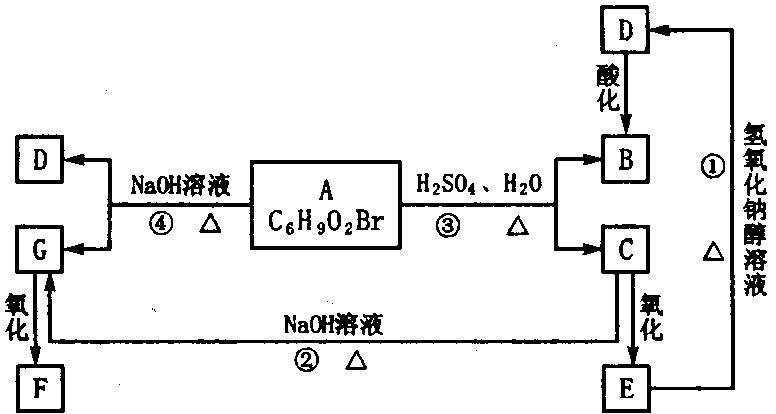 D
酸化
B
氢氧化钠醇溶液
①
△
D
NaOH溶液
④ △
A
C₆H₉O₂Br
H₂SO₄、H₂O
③ △
G
C
氧化
NaOH溶液
② △
氧化
F
E